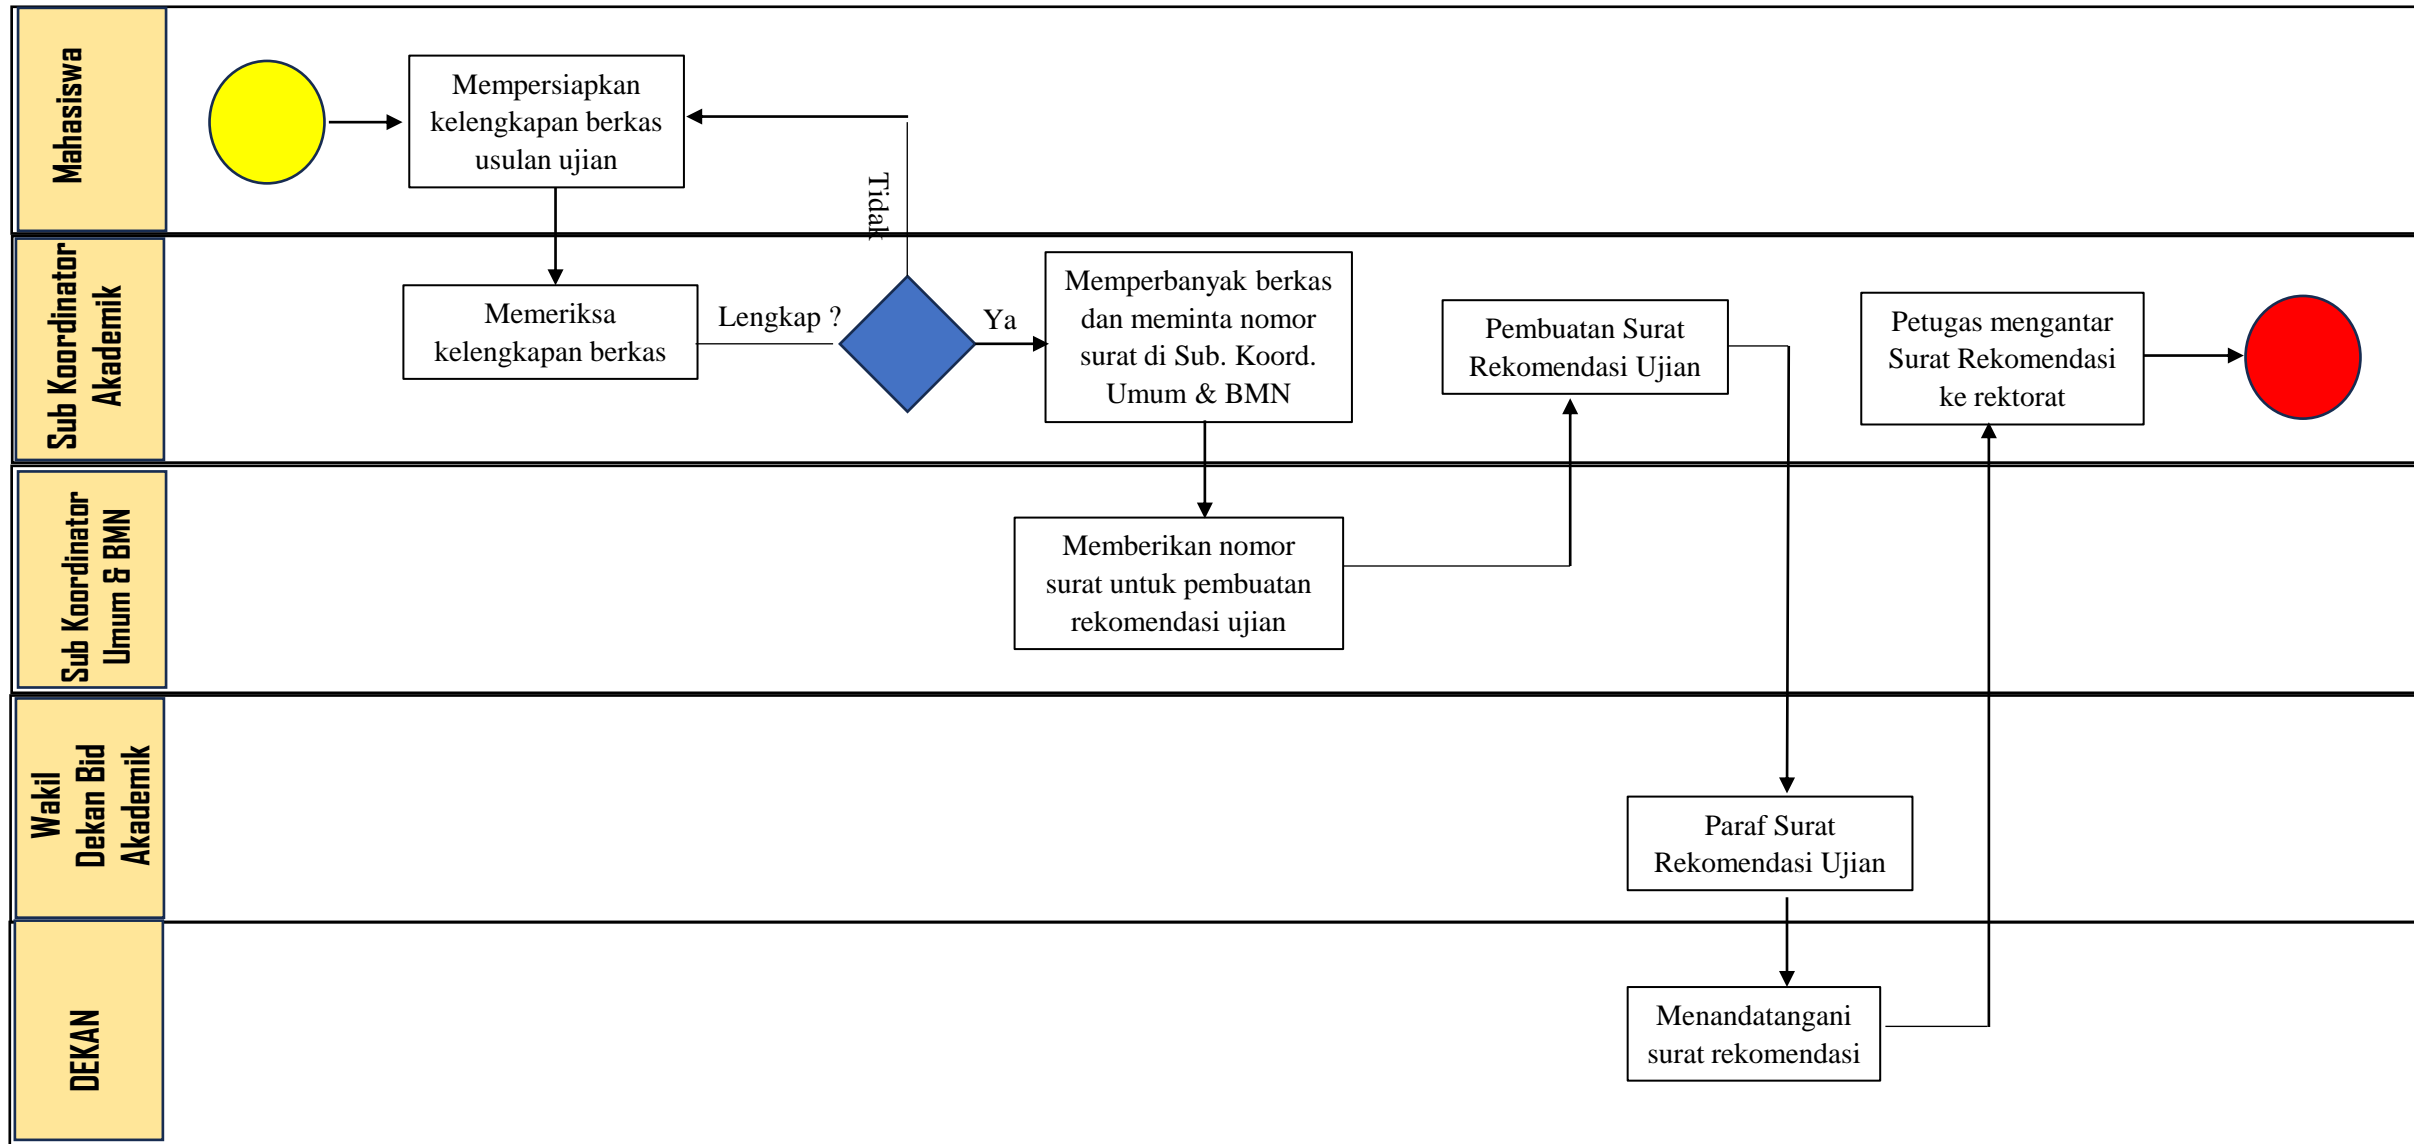 Mahasiswa
Mempersiapkan
kelengkapan berkas
usulan ujian
Tidak
Sub Koordinator
Akademik
Memeriksa
kelengkapan berkas
Lengkap ?
Ya
Memperbanyak berkas
dan meminta nomor
surat di Sub. Koord.
Umum & BMN
Pembuatan Surat
Rekomendasi Ujian
Petugas mengantar
Surat Rekomendasi
ke rektorat
Sub Koordinator
Umum & BMN
Memberikan nomor
surat untuk pembuatan
rekomendasi ujian
Wakil
Dekan Bid
Akademik
Paraf Surat
Rekomendasi Ujian
DEKAN
Menandatangani
surat rekomendasi